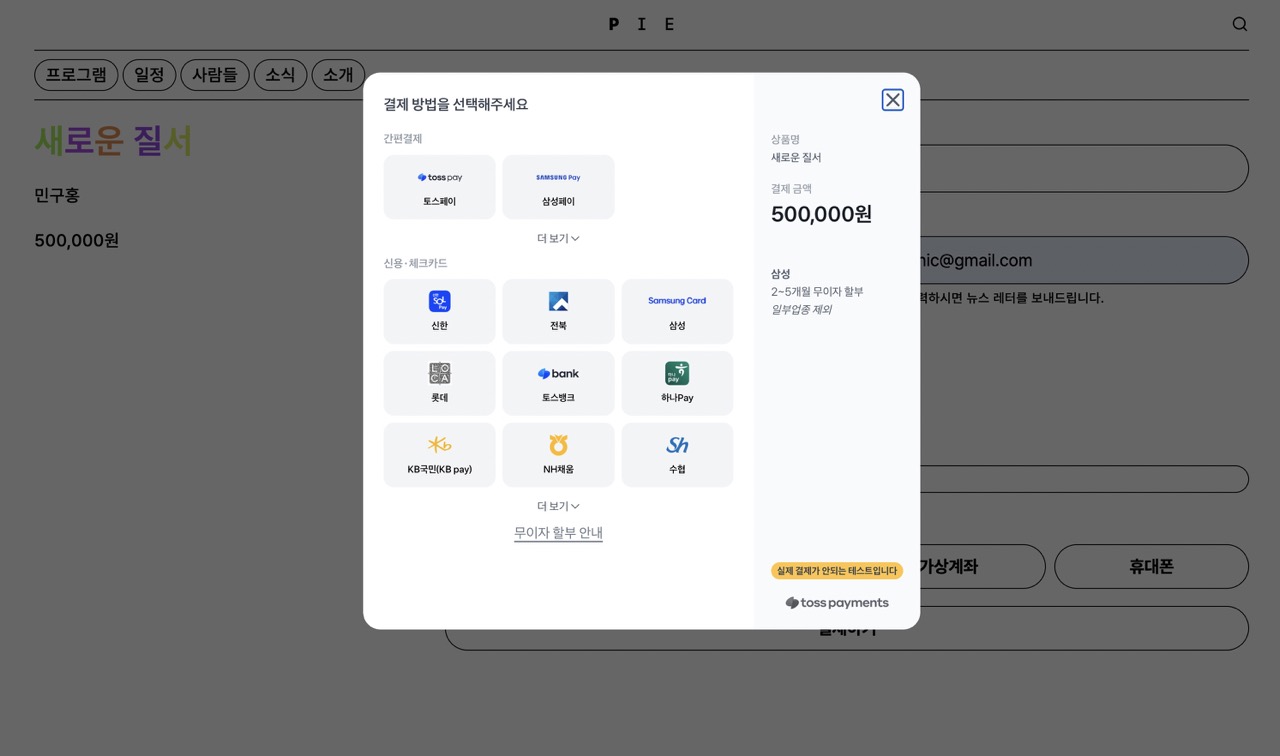 P I E
프로그램 일정 사람들 소식 소개
새로운 질서
민구홍
500,000원
결제 방법을 선택해주세요
간편결제
toss pay
토스페이
SAMSUNG Pay
삼성페이
더 보기
신용·체크카드
SOL
Pay
신한
전북
Samsung Card
삼성
LOCA
롯데
bank
토스뱅크
pay
하나Pay
Kb
KB국민(KB pay)
NH채움
Sh
수협
더 보기
무이자 할부 안내
상품명
새로운 질서
결제 금액
500,000원
삼성
2~5개월 무이자 할부
일부업종 제외
실제 결제가 안되는 테스트입니다
toss payments
nic@gmail.com
력하시면 뉴스 레터를 보내드립니다.
가상계좌
휴대폰
결제하기